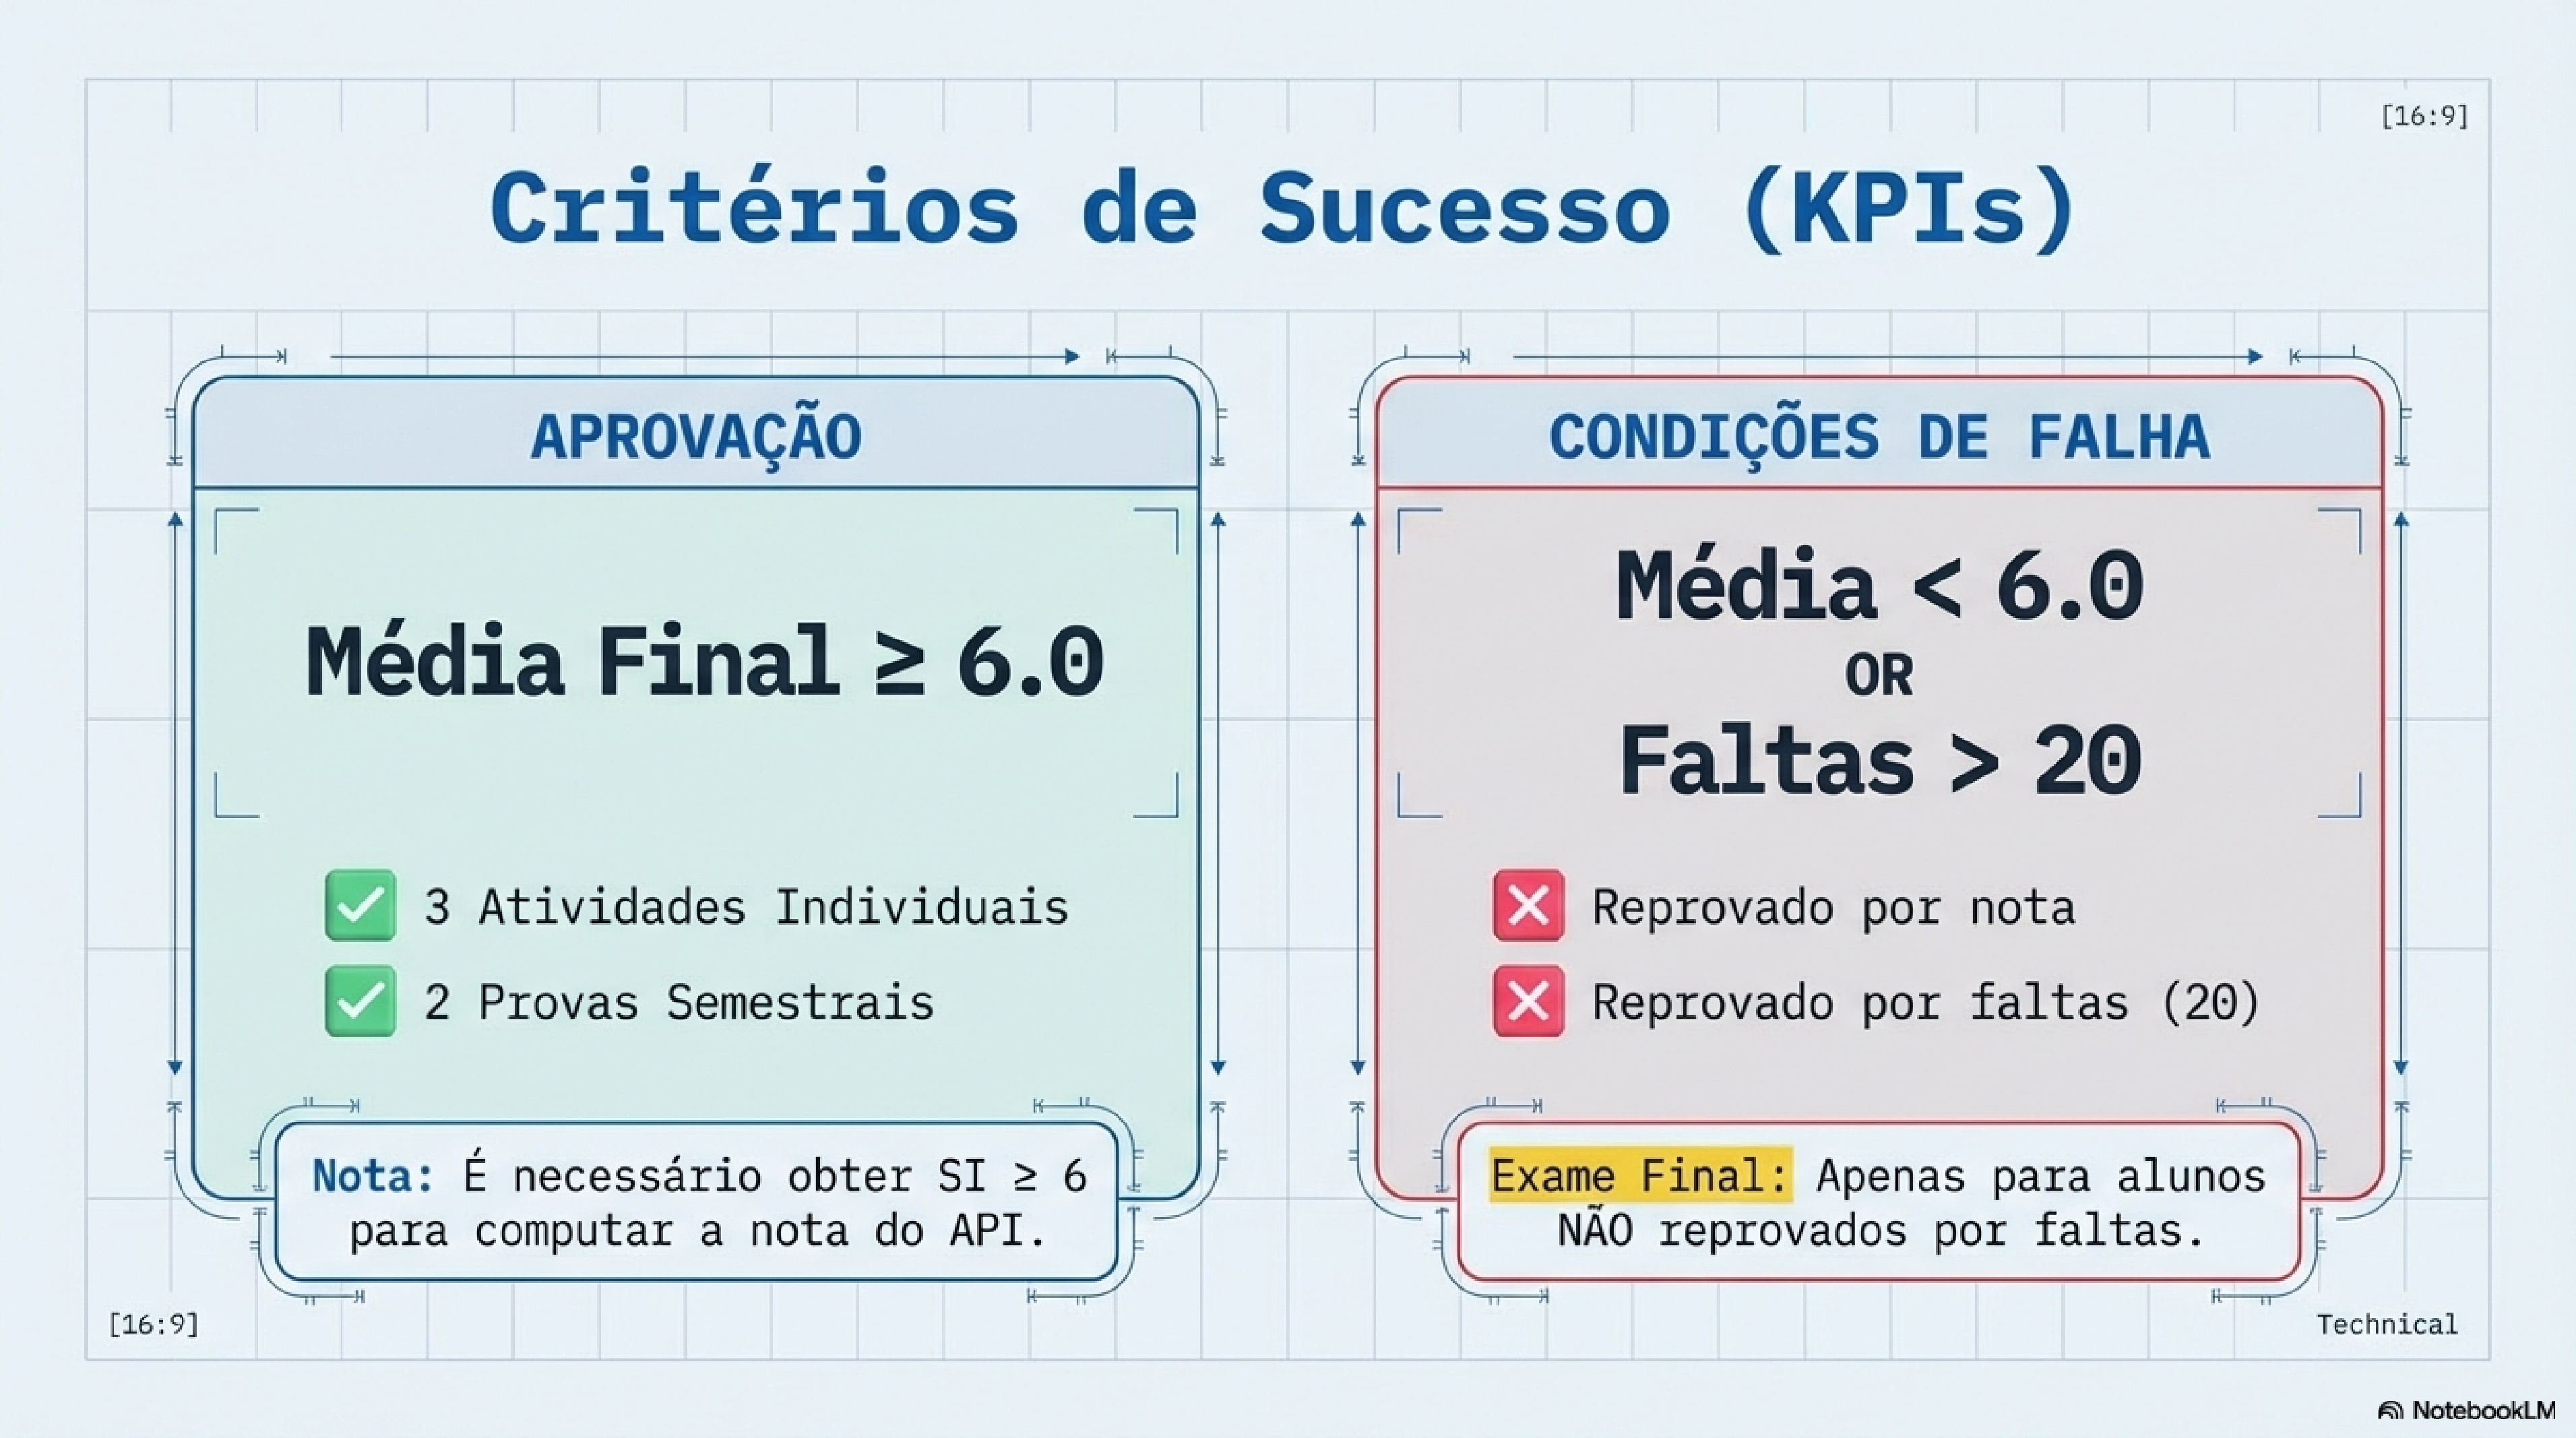 [16:9]
Critérios de Sucesso (KPIs)
APROVAÇÃO
Média Final ≥ 6.0
3 Atividades Individuais
2 Provas Semestrais
Nota: É necessário obter SI ≥ 6
para computar a nota do API.
CONDIÇÕES DE FALHA
Média < 6.0
OR
Faltas > 20
Reprovado por nota
Reprovado por faltas (20)
Exame Final: Apenas para alunos
NÃO reprovados por faltas.
[16:9]
Technical
NotebookLM